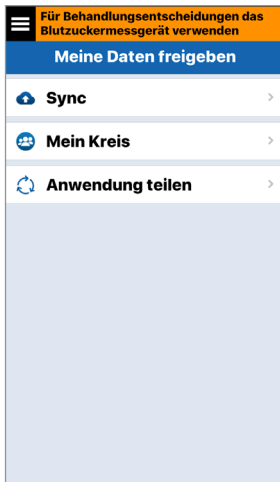 Für Behandlungsentscheidungen das
Blutzuckermessgerät verwenden
Meine Daten freigeben
Sync
Mein Kreis
Anwendung teilen